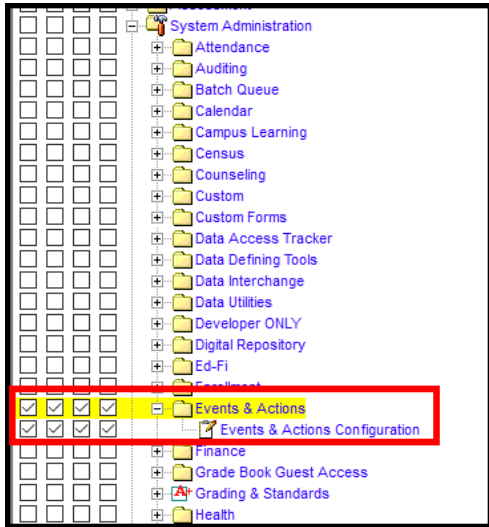 System Administration
Attendance
Auditing
Batch Queue
Calendar
Campus Learning
Census
Counseling
Custom
Custom Forms
Data Access Tracker
Data Defining Tools
Data Interchange
Data Utilities
Developer ONLY
Digital Repository
Ed-Fi
Enrollment
Events & Actions
Events & Actions Configuration
Finance
Grade Book Guest Access
A+ Grading & Standards
Health